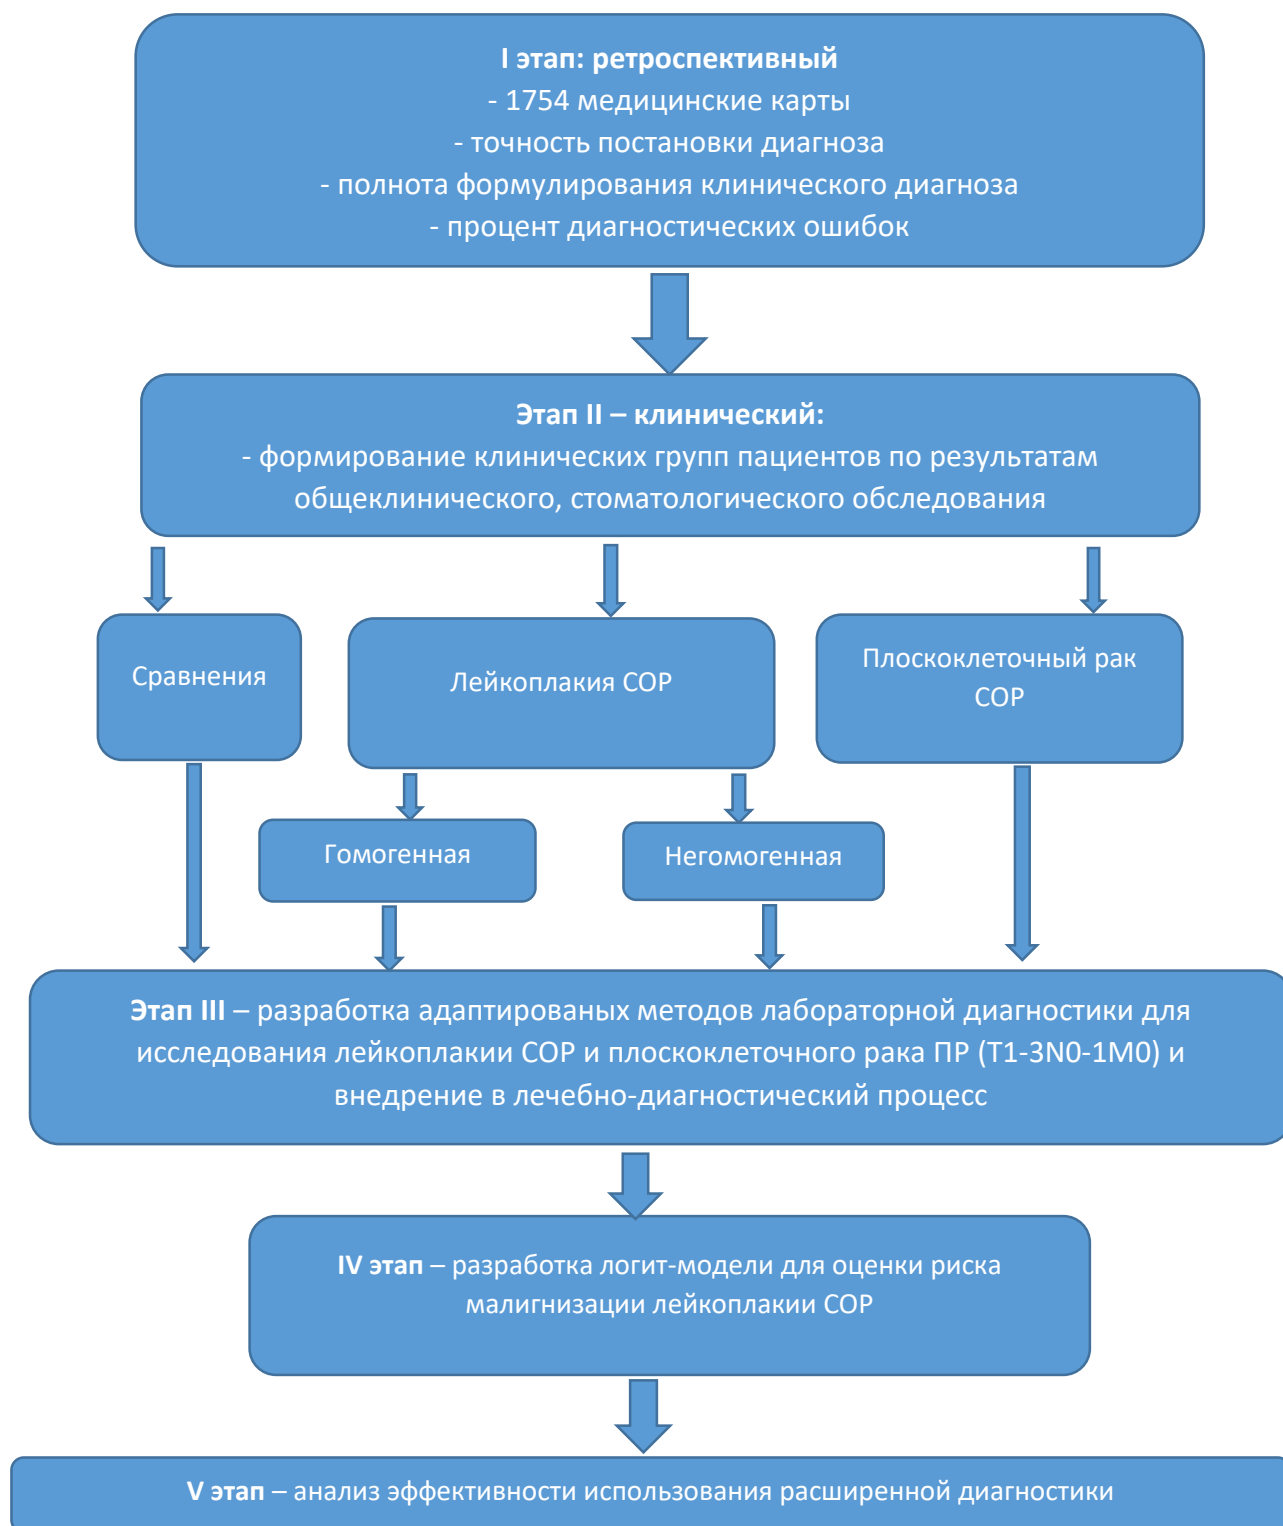 I этап: ретроспективный
- 1754 медицинские карты
- точность постановки диагноза
- полнота формулирования клинического диагноза
- процент диагностических ошибок
Этап II – клинический:
- формирование клинических групп пациентов по результатам
общеклинического, стоматологического обследования
Сравнения
Лейкоплакия СОР
Плоскоклеточный рак
СОР
Гомогенная
Негомогенная
Этап III – разработка адаптированых методов лабораторной диагностики для
исследования лейкоплакии СОР и плоскоклеточного рака ПР (T1-3N0-1M0) и
внедрение в лечебно-диагностический процесс
IV этап – разработка логит-модели для оценки риска
малигнизации лейкоплакии СОР
V этап – анализ эффективности использования расширенной диагностики